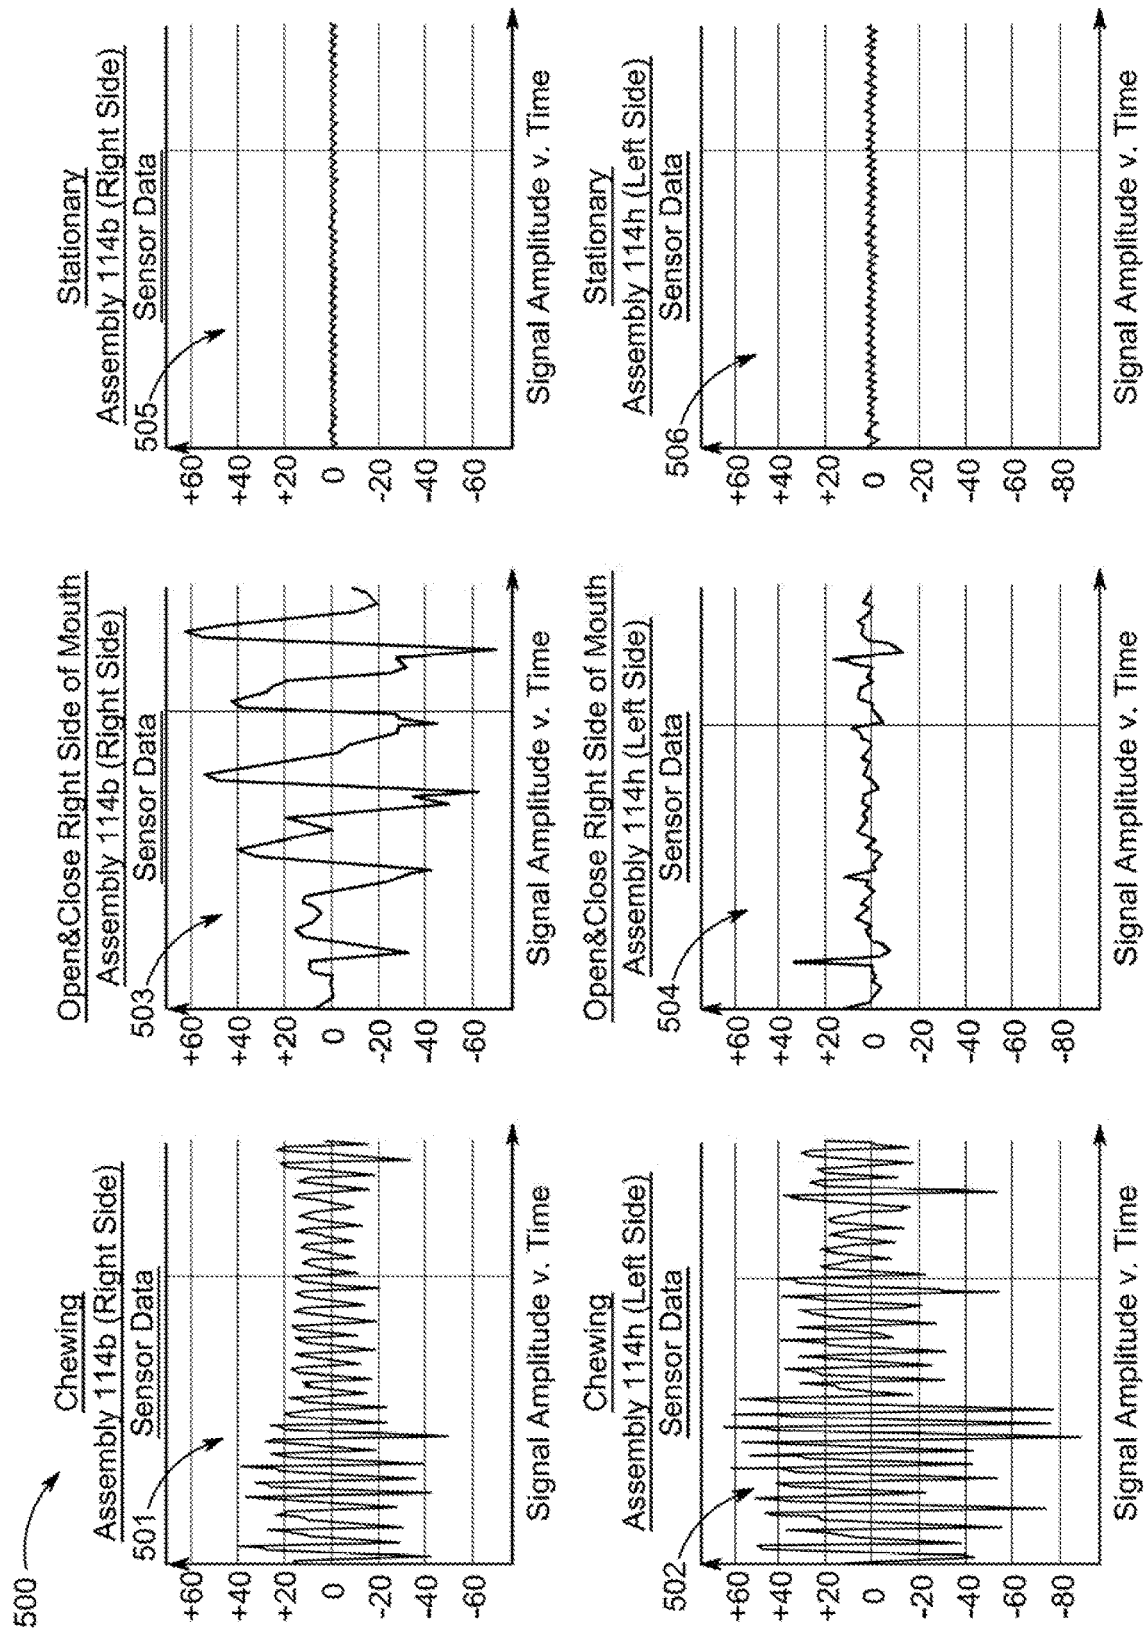 500
Chewing
Assembly 114b (Right Side)
Sensor Data
501
+60
+40
+20
0
-20
-40
-60
Signal Amplitude v. Time
Open&Close Right Side of Mouth
Assembly 114b (Right Side)
Sensor Data
503
+60
+40
+20
0
-20
-40
-60
Signal Amplitude v. Time
Stationary
Assembly 114b (Right Side)
Sensor Data
505
+60
+40
+20
0
-20
-40
-60
Signal Amplitude v. Time
Chewing
Assembly 114h (Left Side)
Sensor Data
502
+60
+40
+20
0
-20
-40
-60
-80
Signal Amplitude v. Time
Open&Close Right Side of Mouth
Assembly 114h (Left Side)
Sensor Data
504
+60
+40
+20
0
-20
-40
-60
-80
Signal Amplitude v. Time
Stationary
Assembly 114h (Left Side)
Sensor Data
506
+60
+40
+20
0
-20
-40
-60
-80
Signal Amplitude v. Time